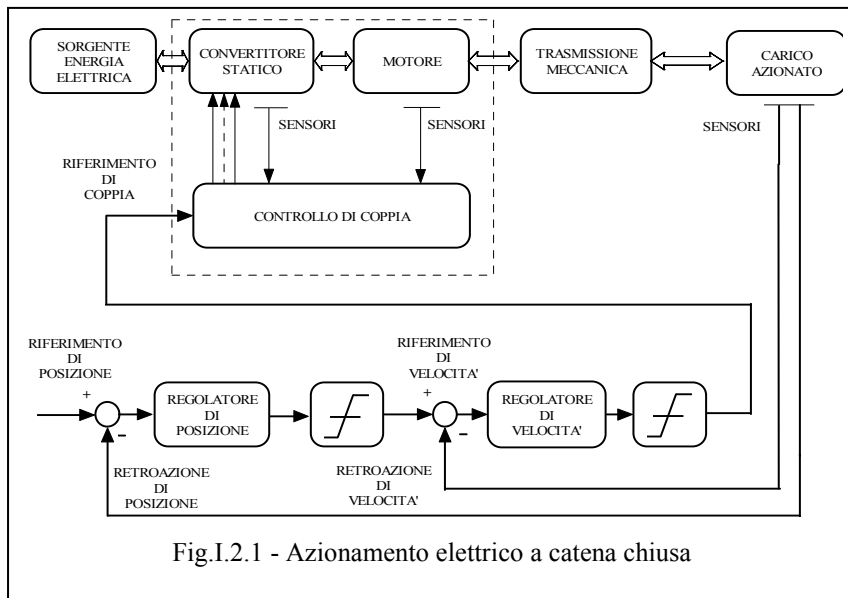 SORGENTE
ENERGIA
ELETTRICA
CONVERTITORE
STATICO
MOTORE
TRASMISSIONE
MECCANICA
CARICO
AZIONATO
SENSORI
SENSORI
SENSORI
RIFERIMENTO
DI
COPPIA
CONTROLLO DI COPPIA
RIFERIMENTO
DI
POSIZIONE
+
-
REGOLATORE
DI
POSIZIONE
RIFERIMENTO
DI
VELOCITA'
+
-
REGOLATORE
DI
VELOCITA'
RETROAZIONE
DI
POSIZIONE
RETROAZIONE
DI
VELOCITA'
Fig.I.2.1 - Azionamento elettrico a catena chiusa